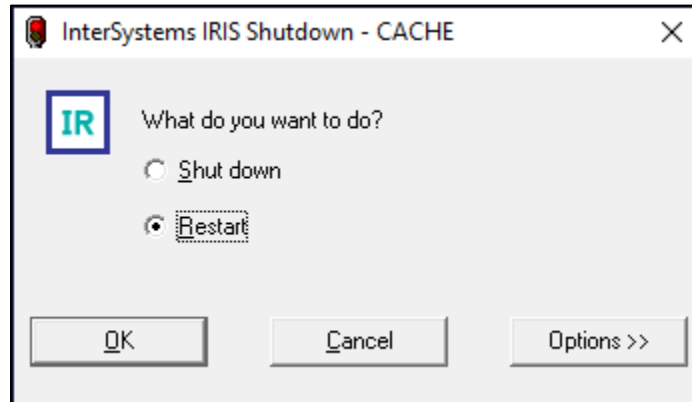 InterSystems IRIS Shutdown - CACHE
IR
What do you want to do?
Shut down
Restart
OK
Cancel
Options >>